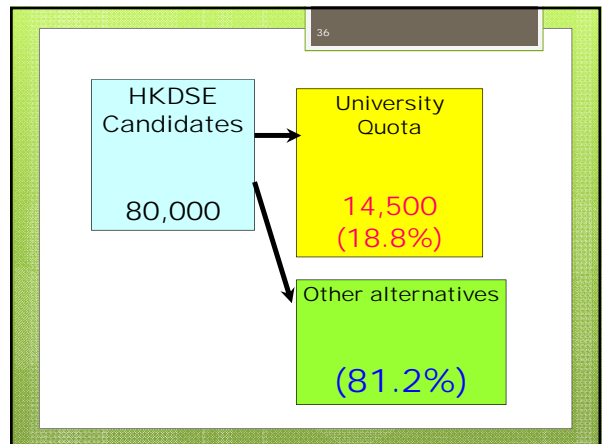 36
HKDSE
Candidates
80,000
University
Quota
14,500
(18.8%)
Other alternatives
(81.2%)